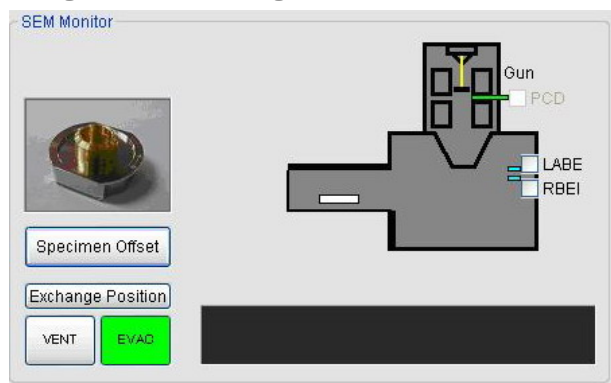 SEM Monitor
Gun
PCD
LABE
RBEI
Specimen Offset
Exchange Position
VENT
EVAC